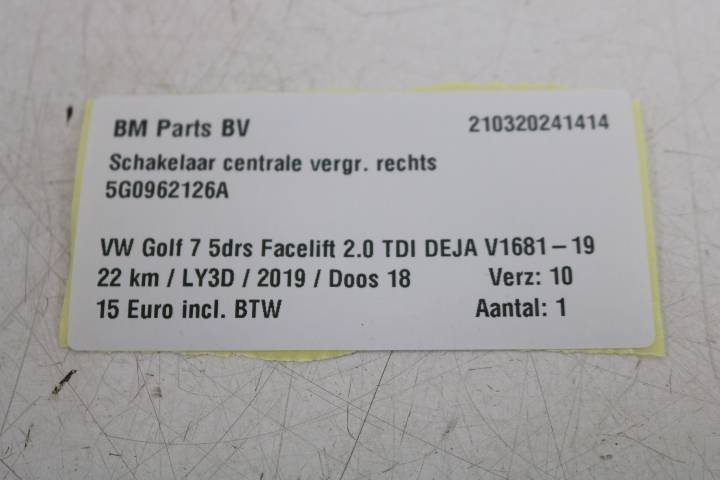 BM Parts BV 210320241414
Schakelaar centrale vergr. rechts
5G0962126A
VW Golf 7 5drs Facelift 2.0 TDI DEJA V1681-19
22 km / LY3D / 2019 / Doos 18 Verz: 10
15 Euro incl. BTW Aantal: 1